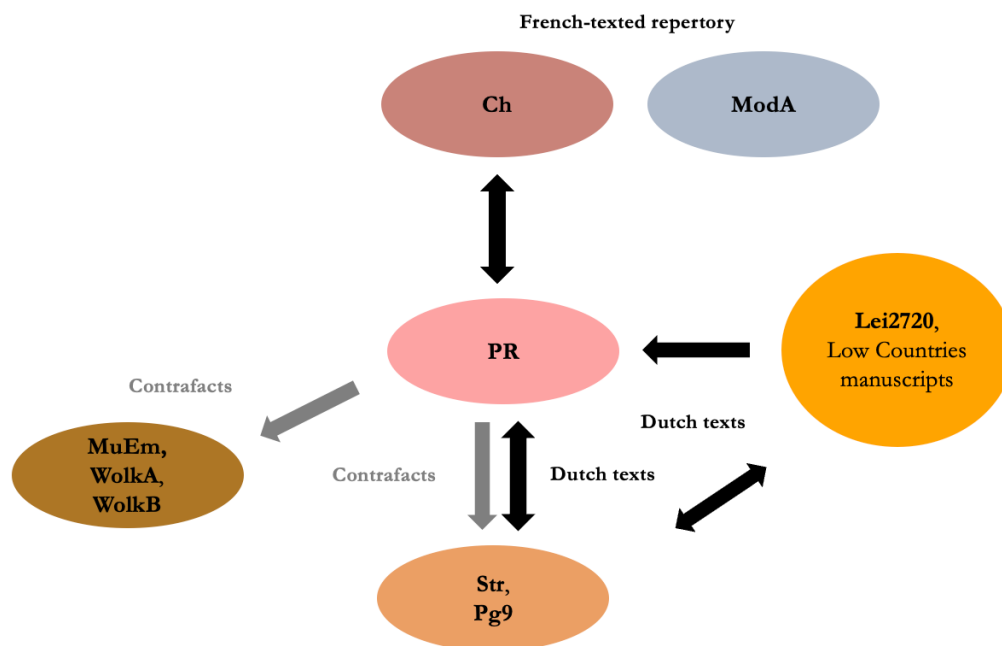 French-texted repertory
Ch
ModA
PR
Lei2720,
Low Countries
manuscripts
Contrafacts
Dutch texts
MuEm,
WolkA,
WolkB
Contrafacts
Dutch texts
Str,
Pg9